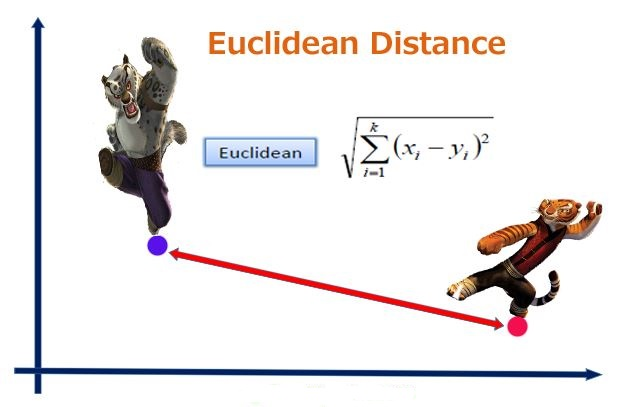 Euclidean Distance
Euclidean
√(∑_{i=1}^{k} (x_i − y_i)²)